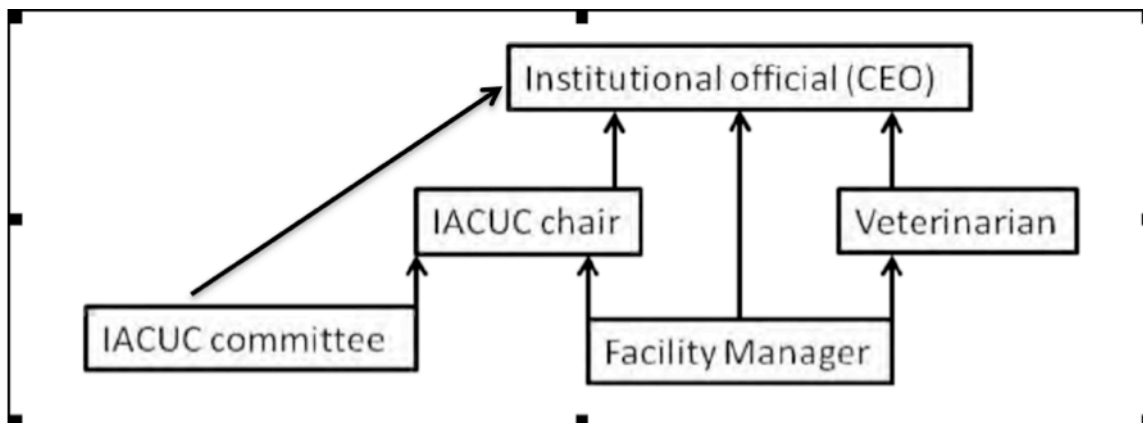 Institutional official (CEO)
IACUC chair
Veterinarian
IACUC committee
Facility Manager